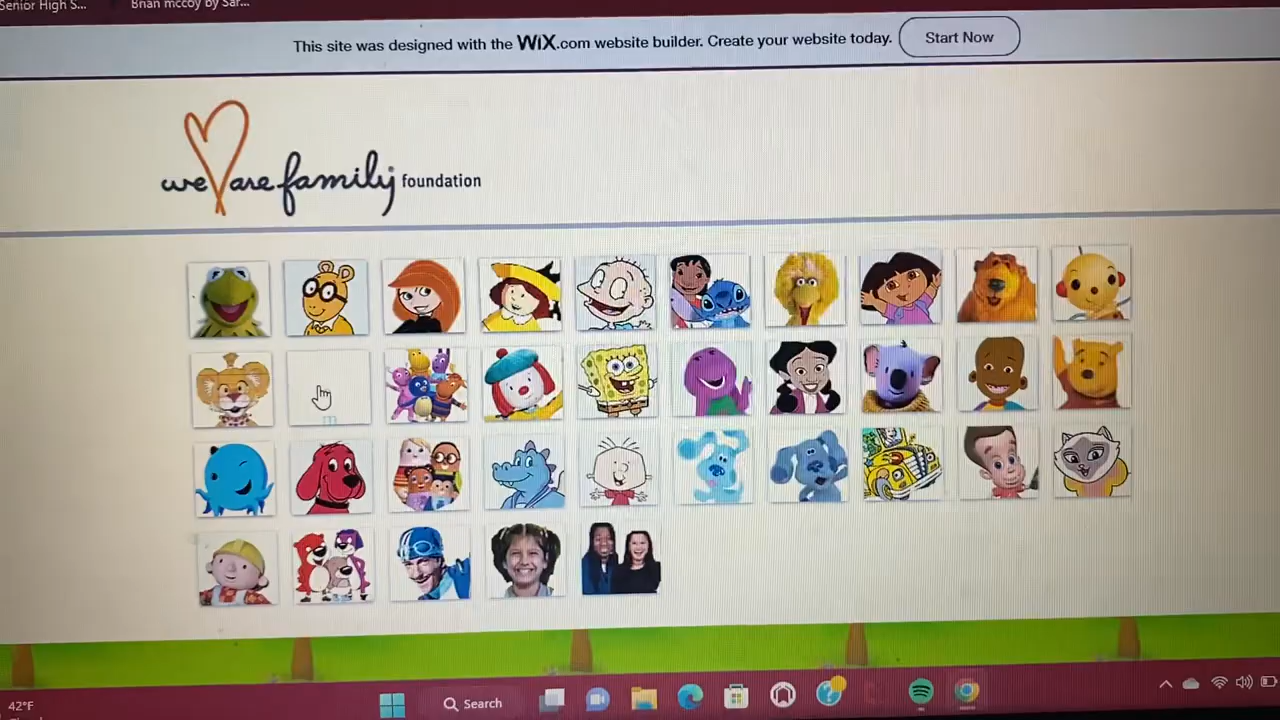 Senior High S...
Brian mccoy by Sar...
This site was designed with the WiX.com website builder. Create your website today.
Start Now
we are family foundation
42°F
Search